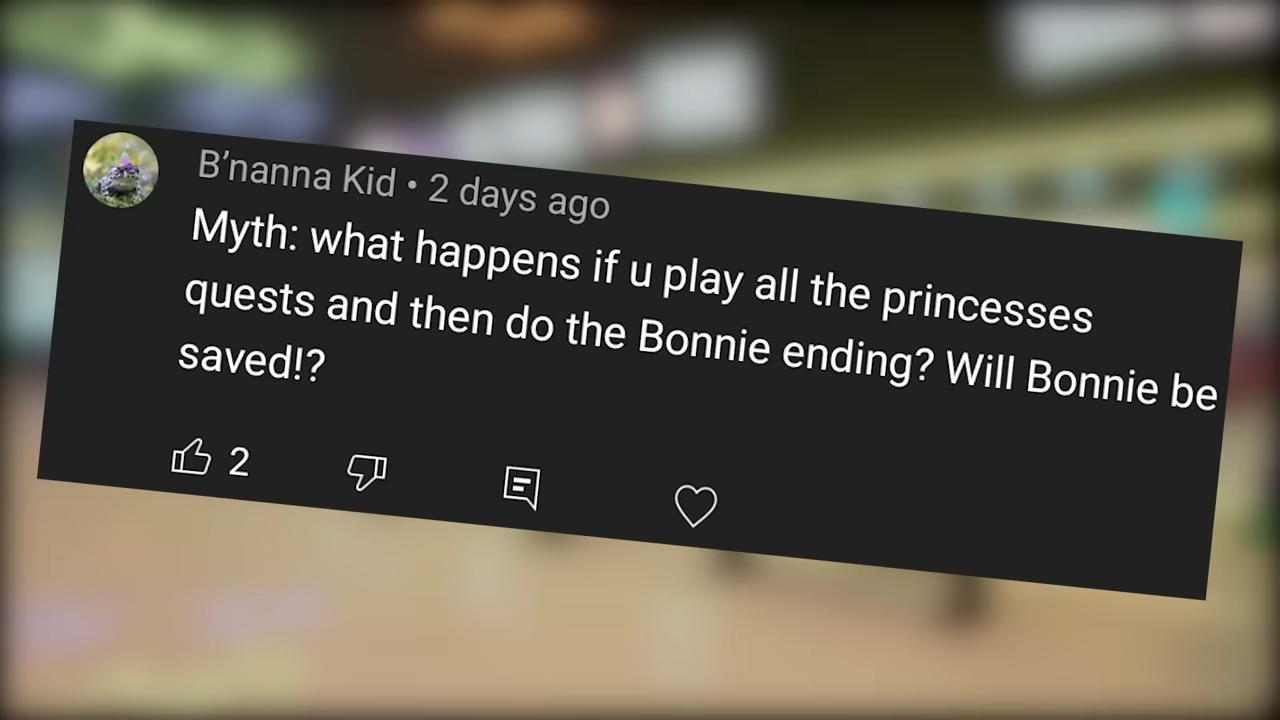 B'nanna Kid • 2 days ago
Myth: what happens if u play all the princesses
quests and then do the Bonnie ending? Will Bonnie be
saved!?
2